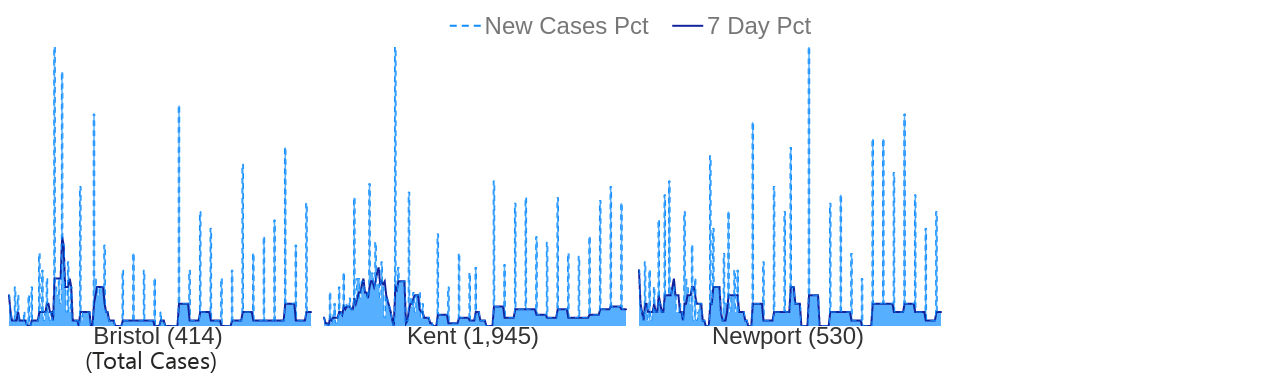 New Cases Pct 7 Day Pct
Bristol (414) Kent (1,945) Newport (530)
(Total Cases)